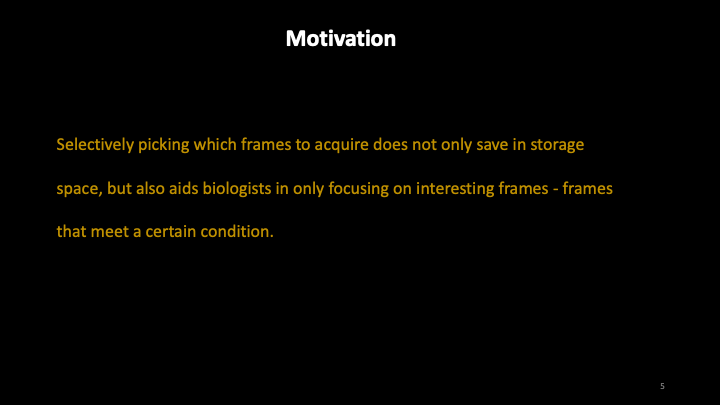 Motivation
Selectively picking which frames to acquire does not only save in storage
space, but also aids biologists in only focusing on interesting frames - frames
that meet a certain condition.
5